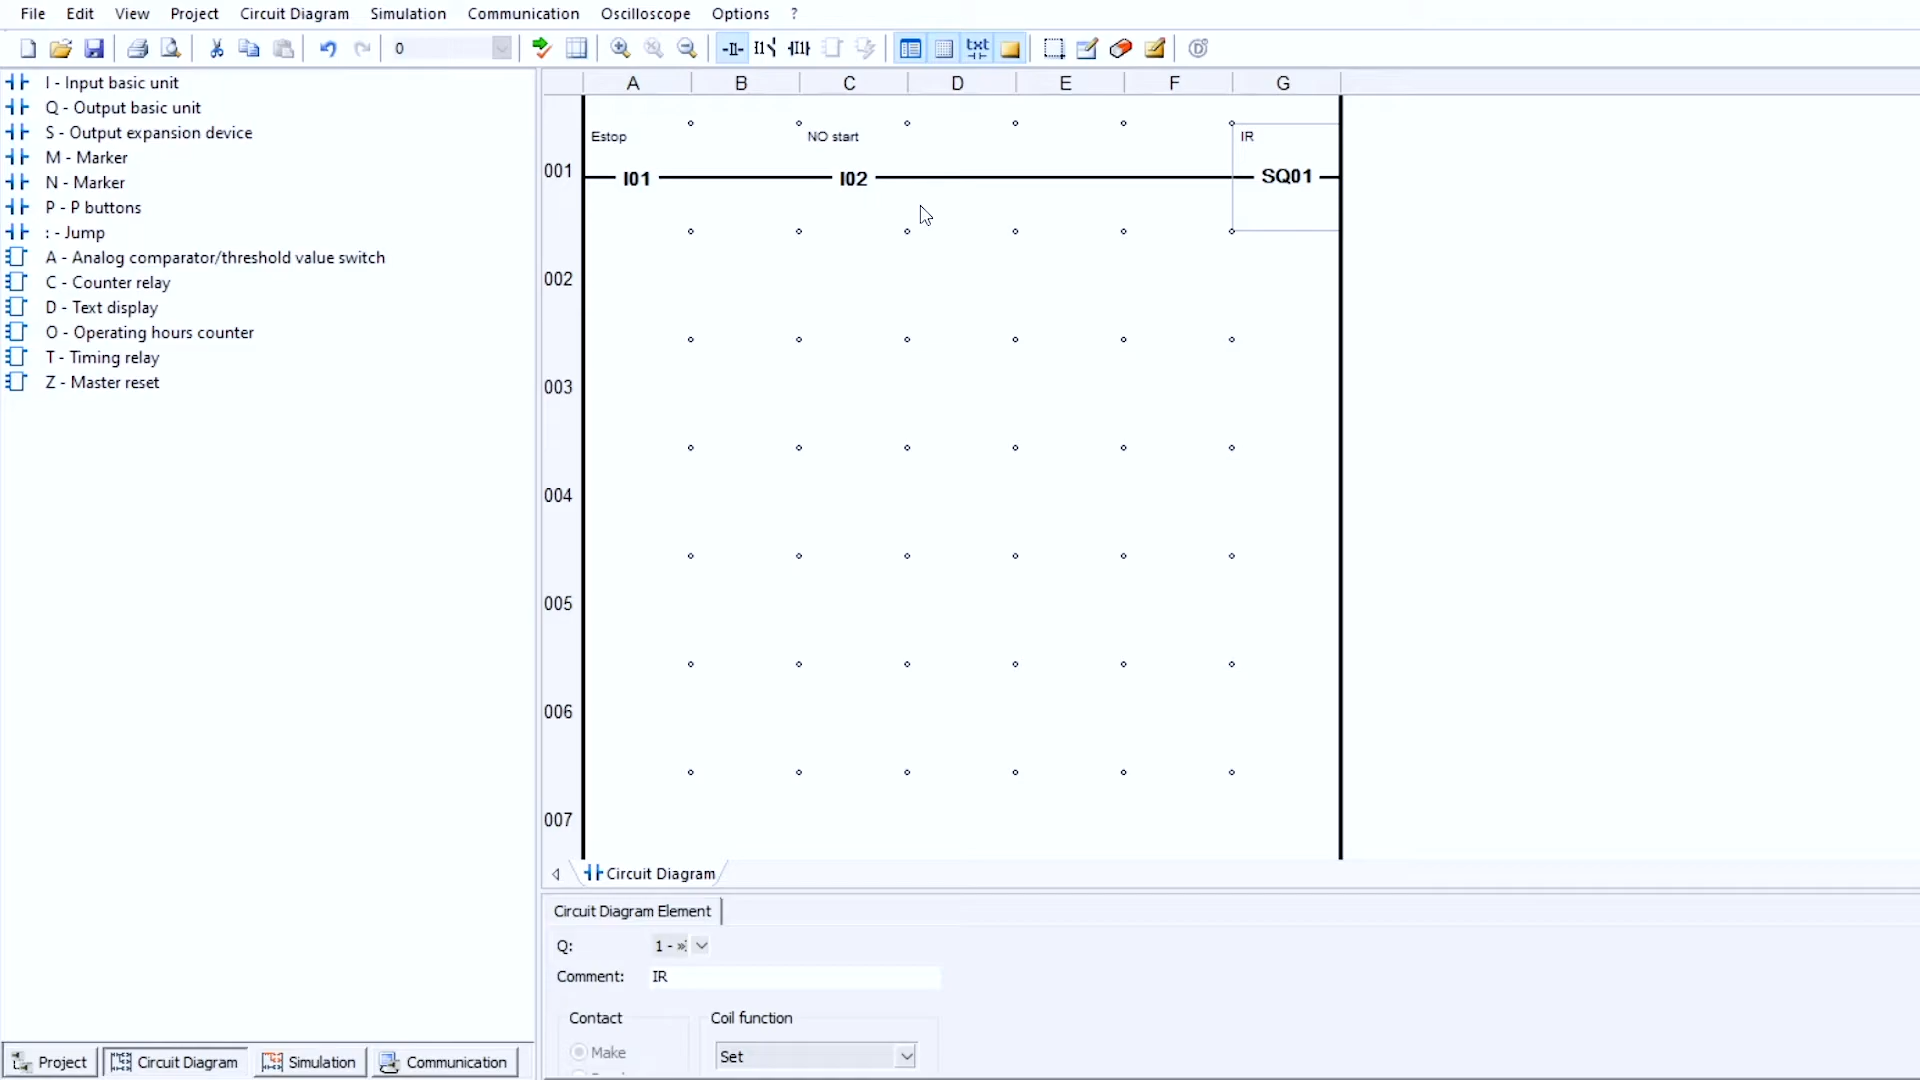 File Edit View Project Circuit Diagram Simulation Communication Oscilloscope Options ?
0 txt
I - Input basic unit
Q - Output basic unit
S - Output expansion device
M - Marker
N - Marker
P - P buttons
: - Jump
A - Analog comparator/threshold value switch
C - Counter relay
D - Text display
O - Operating hours counter
T - Timing relay
Z - Master reset
A B C D E F G
Estop NO start IR
001 I01 I02 SQ01
002
003
004
005
006
007
Circuit Diagram
Circuit Diagram Element
Q: 1 - »
Comment: IR
Contact Coil function
Make Set
Project Circuit Diagram Simulation Communication